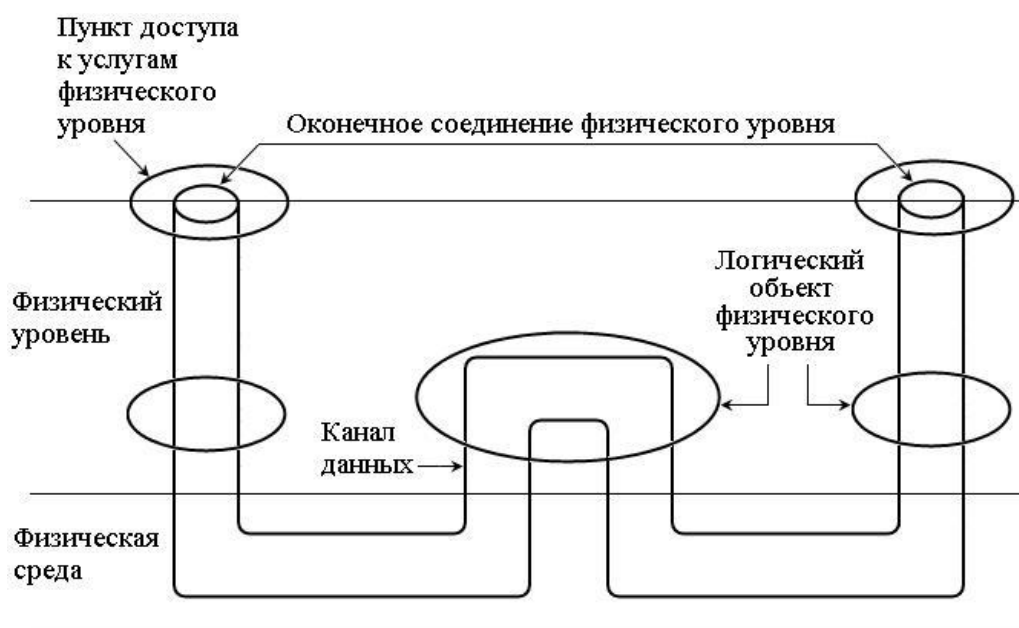 Пункт доступа
к услугам
физического
уровня
Оконечное соединение физического уровня
Логический
объект
физического
уровня
Физический
уровень
Канал
данных
Физическая
среда